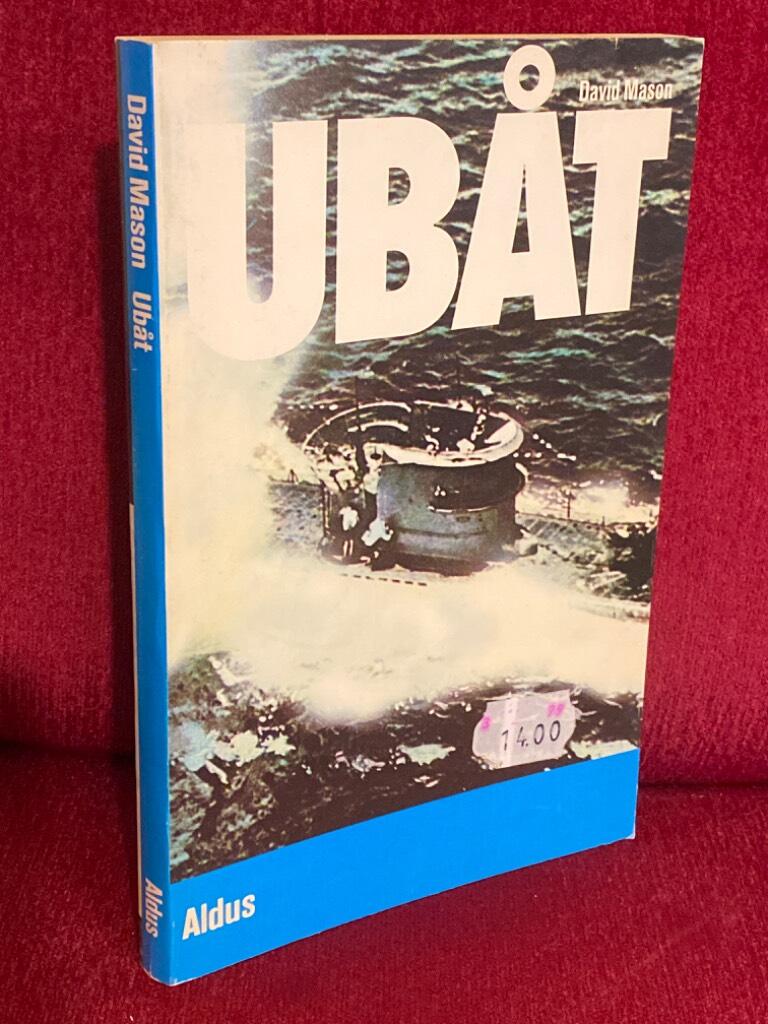 David Mason
UBÅT
14.00
Aldus
David Mason Ubåt
Aldus